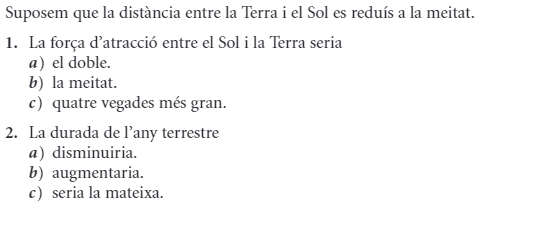 Suposem que la distància entre la Terra i el Sol es reduís a la meitat.
1. La força d’atracció entre el Sol i la Terra seria
a) el doble.
b) la meitat.
c) quatre vegades més gran.
2. La durada de l’any terrestre
a) disminuiria.
b) augmentaria.
c) seria la mateixa.